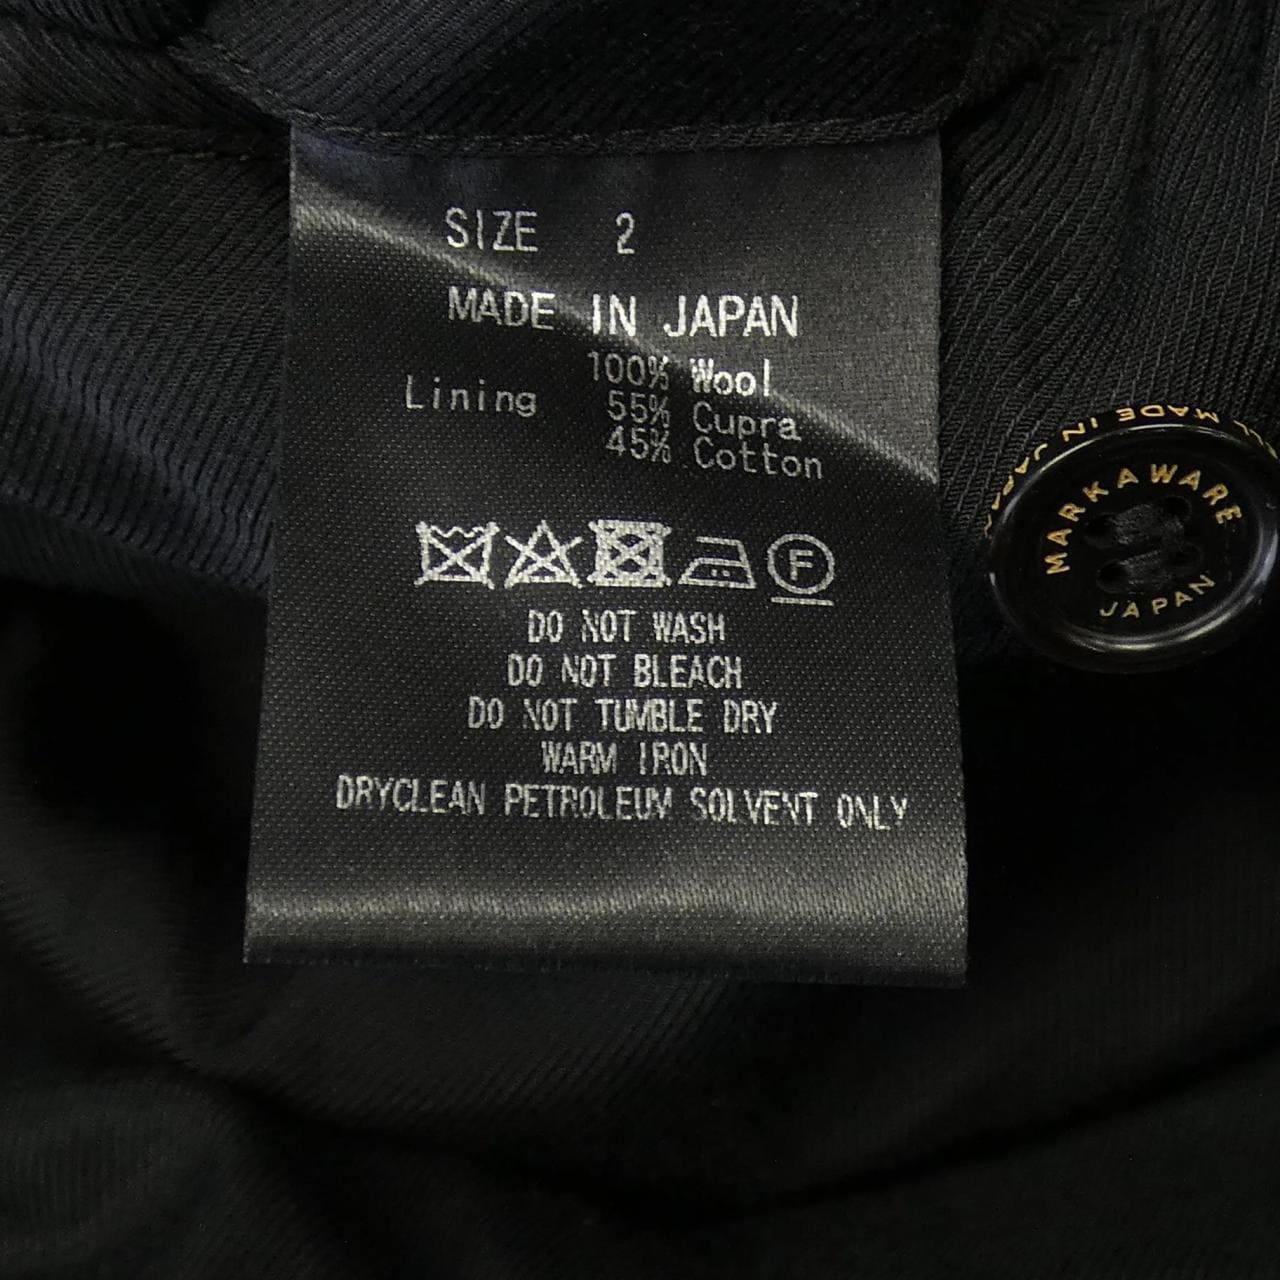 SIZE 2
MADE IN JAPAN
100% Wool
Lining 55% Cupra
45% Cotton
F
DO NOT WASH
DO NOT BLEACH
DO NOT TUMBLE DRY
WARM IRON
DRYCLEAN PETROLEUM SOLVENT ONLY
MADE IN JAPAN
MARKAWARE
JAPAN